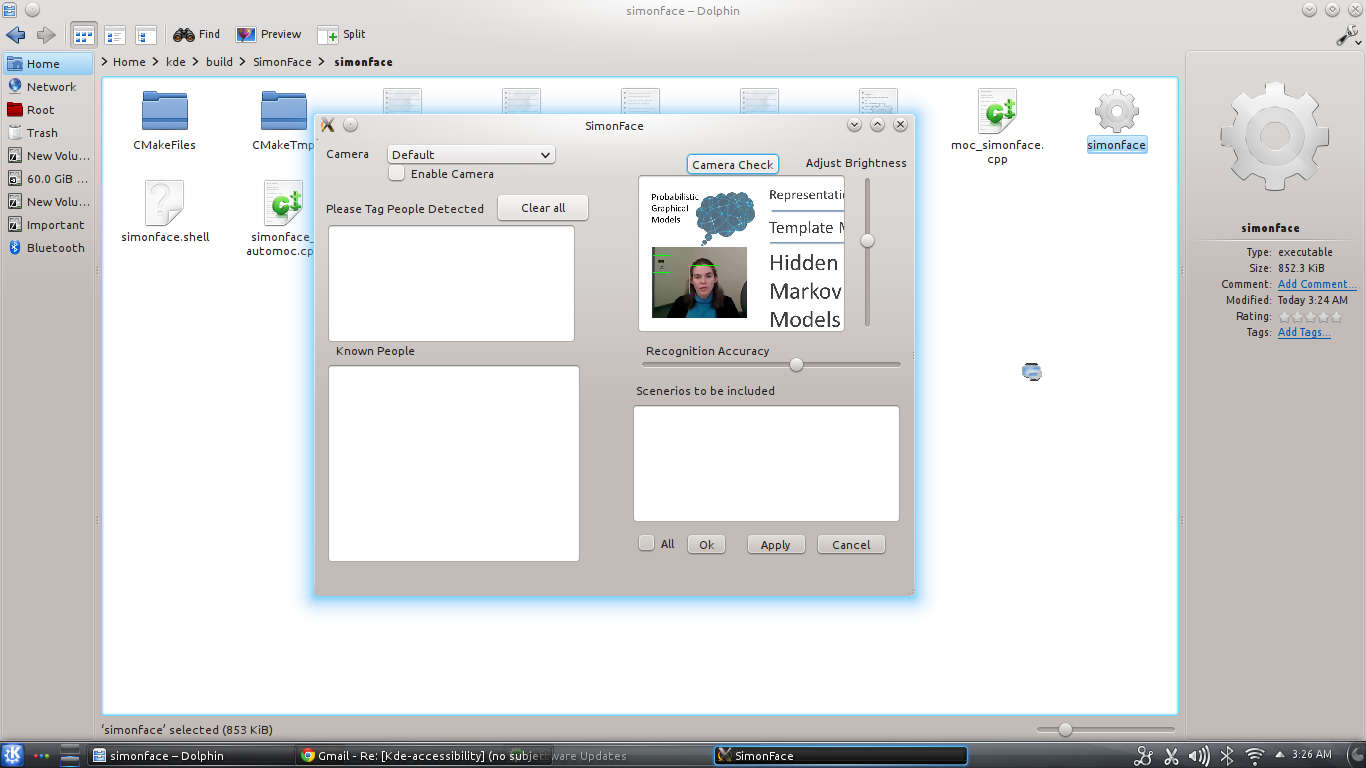 simonface – Dolphin
Find
Preview
Split
Home
kde
build
SimonFace
simonface
Home
Network
Root
Trash
New Volu...
60.0 GiB ...
New Volu...
Important
Bluetooth
CMakeFiles
CMakeTmp
moc_simonface.
cpp
simonface
simonface.shell
simonface_
automoc.cp
SimonFace
Camera
Default
Enable Camera
Camera Check
Adjust Brightness
Please Tag People Detected
Clear all
Probabilistic
Graphical
Models
Representati
Template M
Hidden
Markov
Models
Known People
Recognition Accuracy
Scenerios to be included
All
Ok
Apply
Cancel
simonface
Type: executable
Size: 852.3 KiB
Comment: Add Comment...
Modified: Today 3:24 AM
Rating:
Tags: Add Tags...
‘simonface’ selected (853 KiB)
simonface – Dolphin
Gmail - Re: [Kde-accessibility] (no subject
ware Updates
SimonFace
3:26 AM